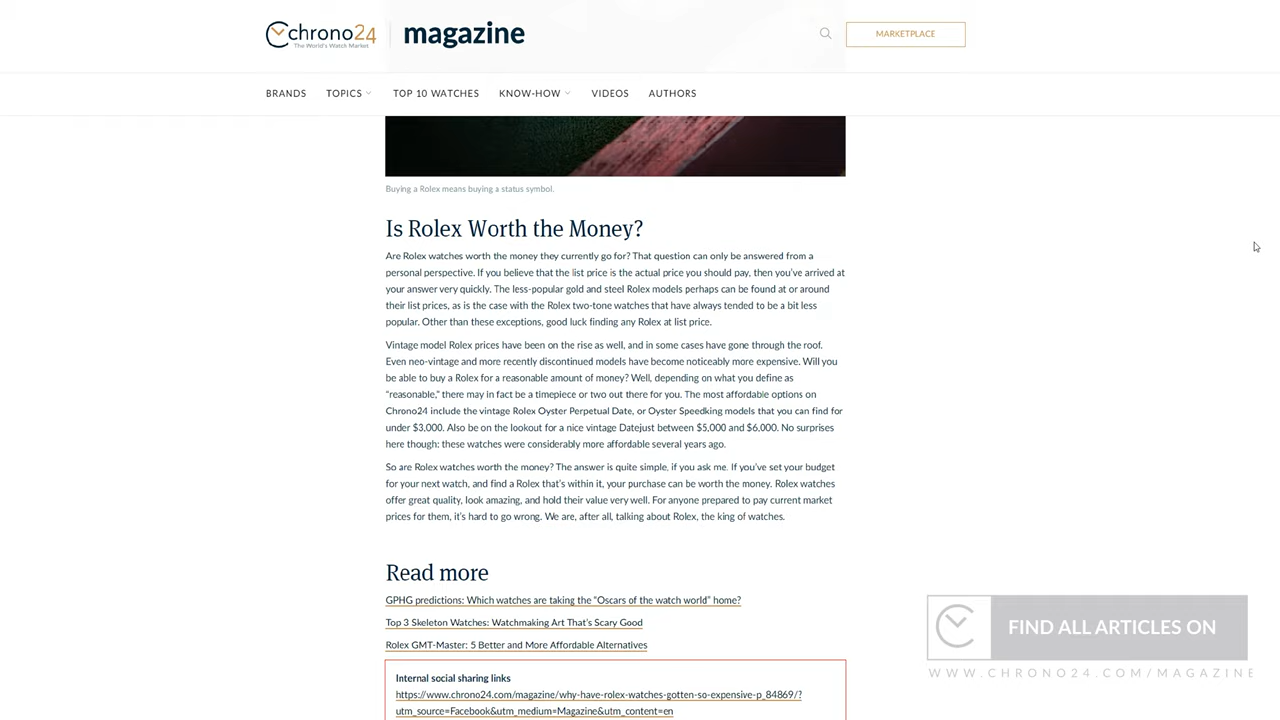 chrono24
The World's Watch Market
magazine
MARKETPLACE
BRANDS TOPICS TOP 10 WATCHES KNOW-HOW VIDEOS AUTHORS
Buying a Rolex means buying a status symbol.
Is Rolex Worth the Money?
Are Rolex watches worth the money they currently go for? That question can only be answered from a
personal perspective. If you believe that the list price is the actual price you should pay, then you've arrived at
your answer very quickly. The less-popular gold and steel Rolex models perhaps can be found at or around
their list prices, as is the case with the Rolex two-tone watches that have always tended to be a bit less
popular. Other than these exceptions, good luck finding any Rolex at list price.
Vintage model Rolex prices have been on the rise as well, and in some cases have gone through the roof.
Even neo-vintage and more recently discontinued models have become noticeably more expensive. Will you
be able to buy a Rolex for a reasonable amount of money? Well, depending on what you define as
“reasonable,” there may in fact be a timepiece or two out there for you. The most affordable options on
Chrono24 include the vintage Rolex Oyster Perpetual Date, or Oyster Speedking models that you can find for
under $3,000. Also be on the lookout for a nice vintage Datejust between $5,000 and $6,000. No surprises
here though: these watches were considerably more affordable several years ago.
So are Rolex watches worth the money? The answer is quite simple, if you ask me. If you've set your budget
for your next watch, and find a Rolex that's within it, your purchase can be worth the money. Rolex watches
offer great quality, look amazing, and hold their value very well. For anyone prepared to pay current market
prices for them, it's hard to go wrong. We are, after all, talking about Rolex, the king of watches.
Read more
GPHG predictions: Which watches are taking the “Oscars of the watch world” home?
Top 3 Skeleton Watches: Watchmaking Art That's Scary Good
Rolex GMT-Master: 5 Better and More Affordable Alternatives
Internal social sharing links
https://www.chrono24.com/magazine/why-have-rolex-watches-gotten-so-expensive-p_84869/?
utm_source=Facebook&utm_medium=Magazine&utm_content=en
FIND ALL ARTICLES ON
WWW.CHRONO24.COM/MAGAZINE